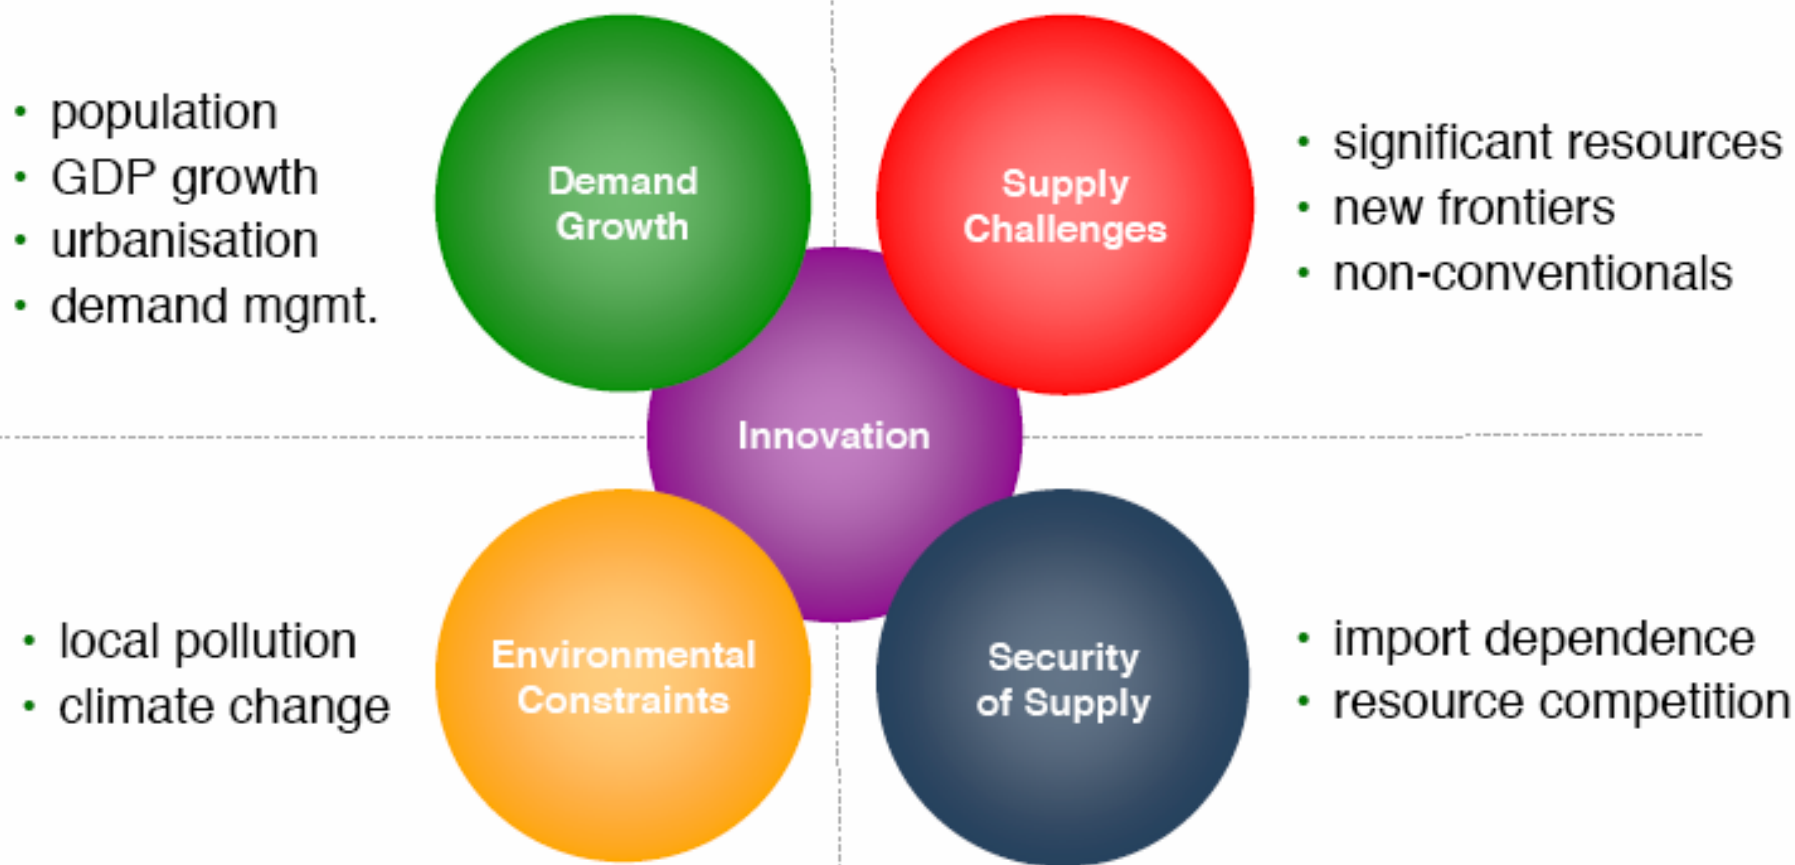 • population
• GDP growth
• urbanisation
• demand mgmt.
Demand
Growth
Supply
Challenges
• significant resources
• new frontiers
• non-conventionals
Innovation
• local pollution
• climate change
Environmental
Constraints
Security
of Supply
• import dependence
• resource competition